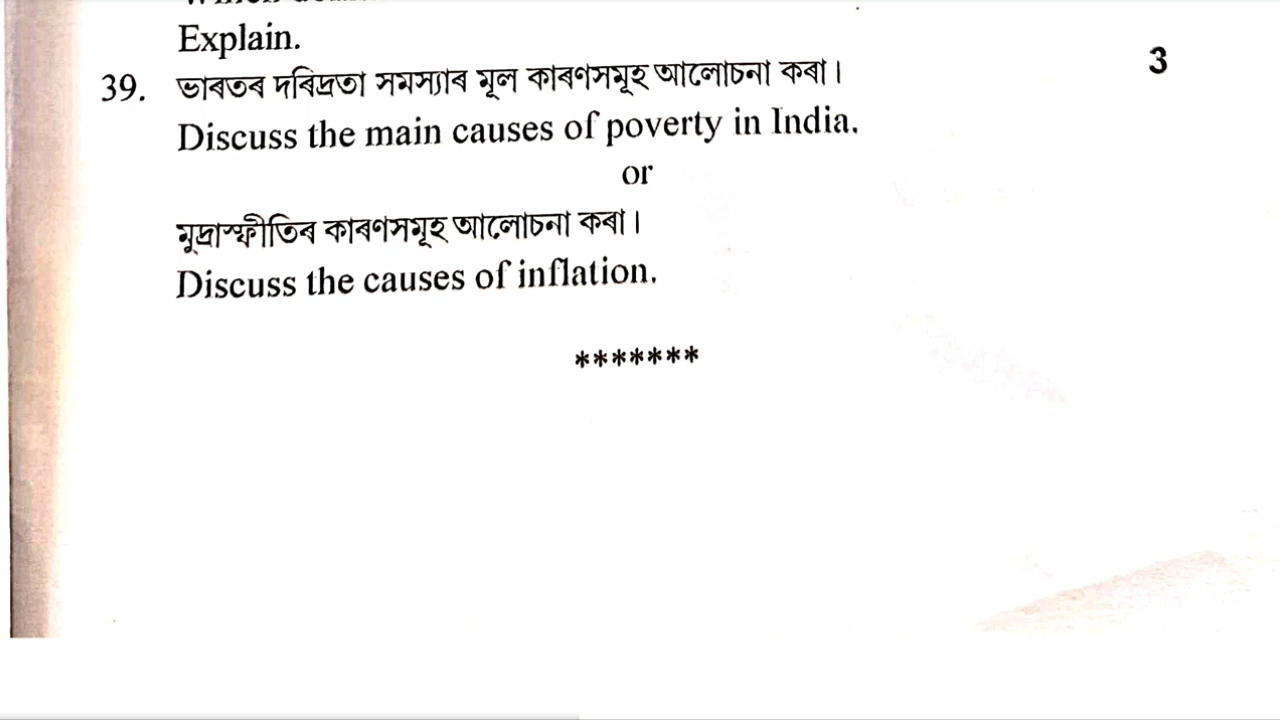 Explain.
3
39. ভাৰতৰ দৰিদ্ৰতা সমস্যাৰ মূল কাৰণসমূহ আলোচনা কৰা।
Discuss the main causes of poverty in India.
or
মুদ্ৰাস্ফীতিৰ কাৰণসমূহ আলোচনা কৰা।
Discuss the causes of inflation.
*******